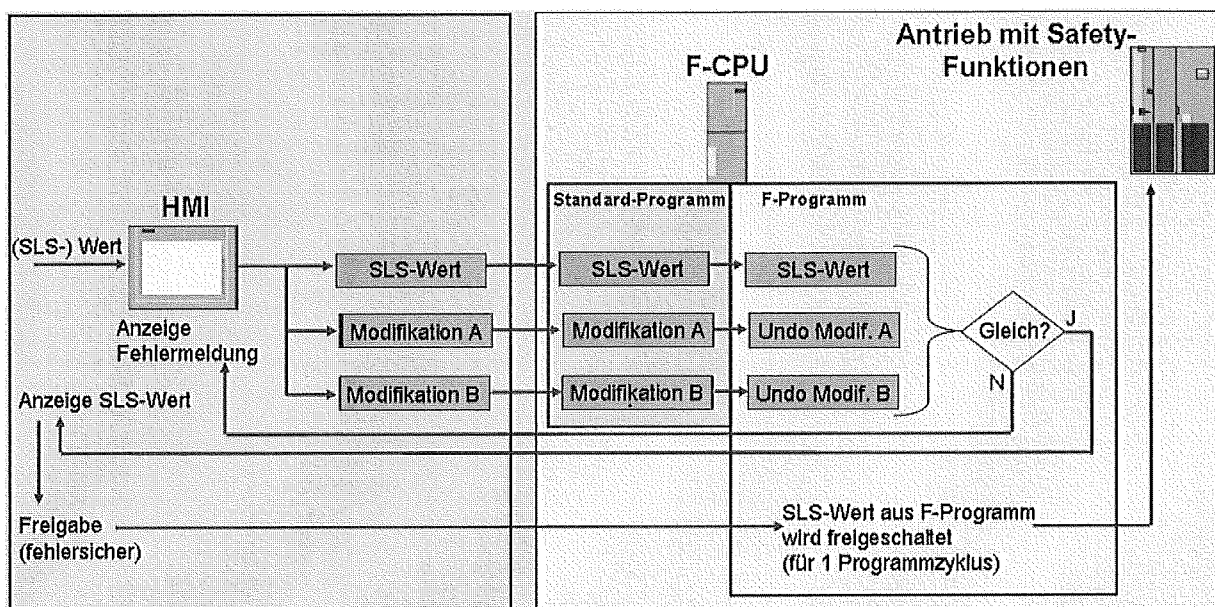 Antrieb mit Safety-
Funktionen
F-CPU
HMI
Standard-Programm
F-Programm
(SLS-) Wert
SLS-Wert
SLS-Wert
SLS-Wert
Anzeige
Fehlermeldung
Modifikation A
Modifikation A
Undo Modif. A
Gleich?
J
N
Modifikation B
Modifikation B
Undo Modif. B
Anzeige SLS-Wert
Freigabe
(fehlersicher)
SLS-Wert aus F-Programm
wird freigeschaltet
(für 1 Programmzyklus)